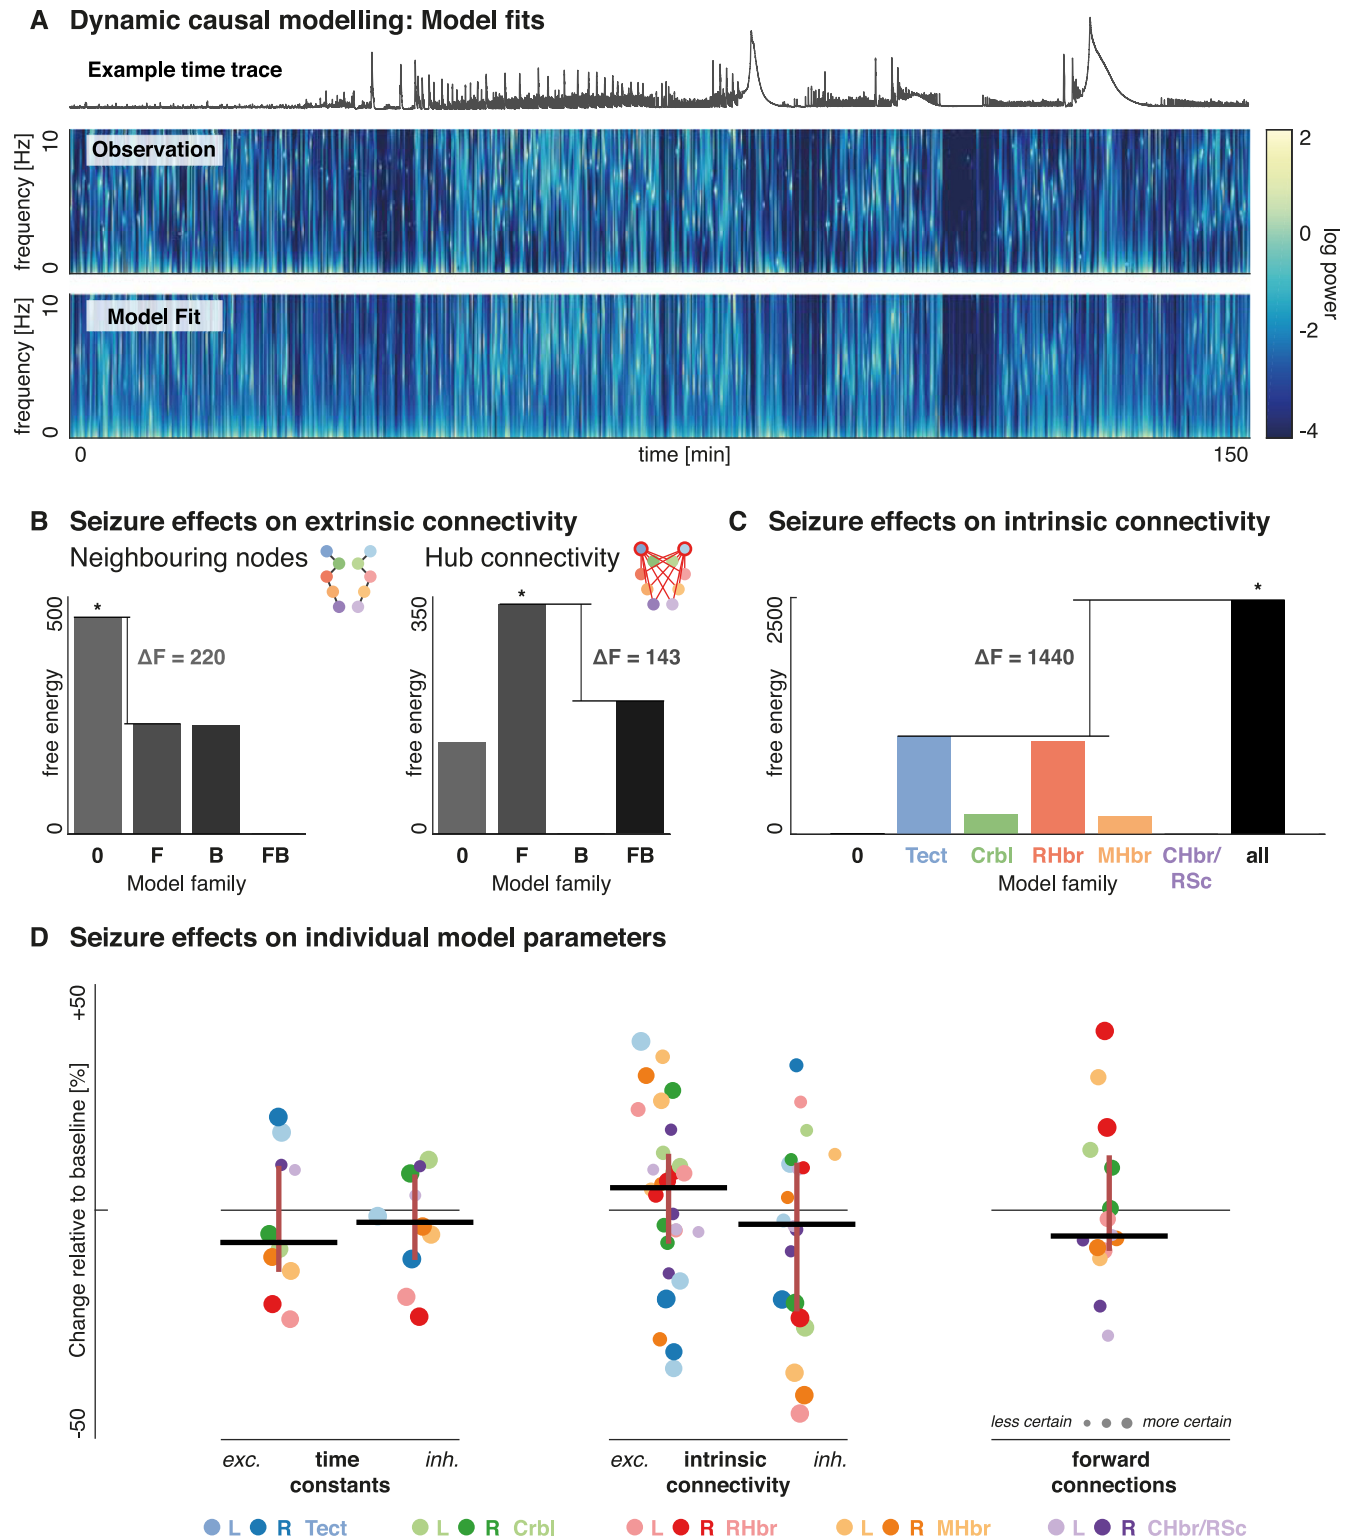 A Dynamic causal modelling: Model fits
Example time trace
Observation
frequency [Hz]
10
0
Model Fit
frequency [Hz]
10
0
0
time [min]
150
2
0
-2
-4
log power
B Seizure effects on extrinsic connectivity
Neighbouring nodes
Hub connectivity
500
0
free energy
*
ΔF = 220
0 F B FB
Model family
350
0
free energy
*
ΔF = 143
0 F B FB
Model family
C Seizure effects on intrinsic connectivity
2500
0
free energy
*
ΔF = 1440
0 Tect Crbl RHbr MHbr CHbr/ all
RSc
Model family
D Seizure effects on individual model parameters
+50
-50
Change relative to baseline [%]
less certain more certain
exc. time inh.
constants
exc. intrinsic inh.
connectivity
forward
connections
L R Tect L R Crbl L R RHbr L R MHbr L R CHbr/RSc